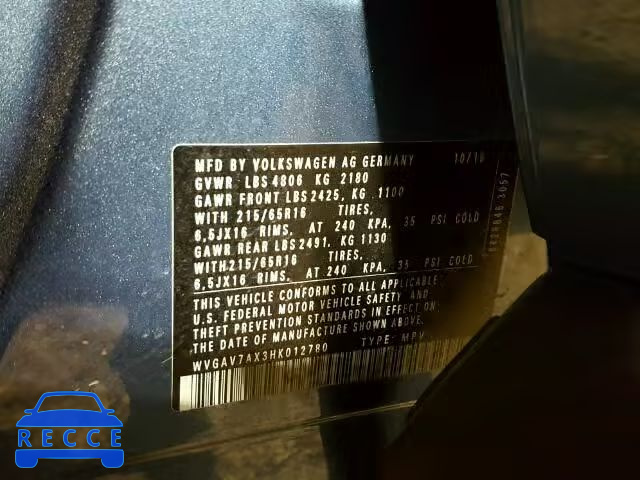 MFD BY VOLKSWAGEN AG GERMANY 10/16
GVWR LBS 4806 KG 2180
GAWR FRONT LBS 2425, KG 1100
WITH 215/65R16 TIRES,
6,5JX16 RIMS. AT 240 KPA, 35 PSI COLD
GAWR REAR LBS 2491, KG 1130
WITH 215/65R16 TIRES,
6,5JX16 RIMS. AT 240 KPA, 35 PSI COLD
THIS VEHICLE CONFORMS TO ALL APPLICABLE
U.S. FEDERAL MOTOR VEHICLE SAFETY AND
THEFT PREVENTION STANDARDS IN EFFECT ON
THE DATE OF MANUFACTURE SHOWN ABOVE.
WVGAV7AX3HK012780 TYPE: MPV
RECCE